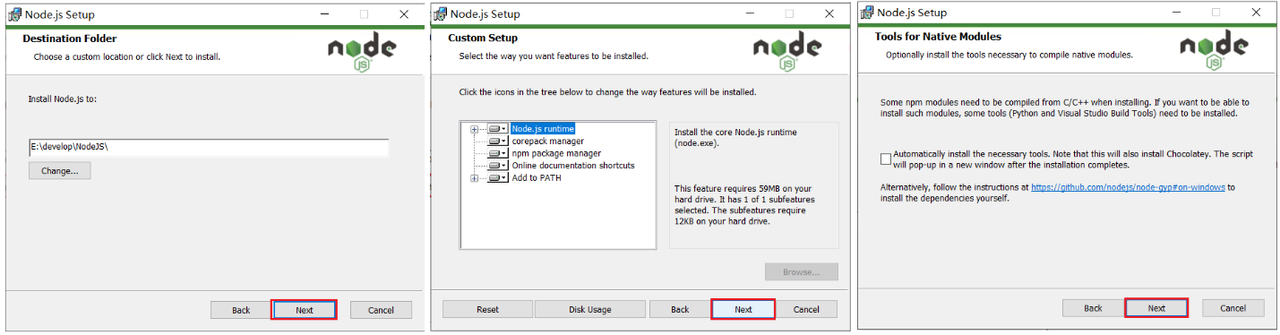 Node.js Setup
Destination Folder
Choose a custom location or click Next to install.
node
JS
Install Node.js to:
E:\develop\NodeJS\
Change...
Back
Next
Cancel
Node.js Setup
Custom Setup
Select the way you want features to be installed.
node
JS
Click the icons in the tree below to change the way features will be installed.
Node.js runtime
corepack manager
npm package manager
Online documentation shortcuts
Add to PATH
Install the core Node.js runtime
(node.exe).
This feature requires 59MB on your
hard drive. It has 1 of 1 subfeatures
selected. The subfeatures require
12KB on your hard drive.
Browse...
Reset
Disk Usage
Back
Next
Cancel
Node.js Setup
Tools for Native Modules
Optionally install the tools necessary to compile native modules.
node
JS
Some npm modules need to be compiled from C/C++ when installing. If you want to be able to
install such modules, some tools (Python and Visual Studio Build Tools) need to be installed.
Automatically install the necessary tools. Note that this will also install Chocolatey. The script
will pop-up in a new window after the installation completes.
Alternatively, follow the instructions at https://github.com/nodejs/node-gyp#on-windows to
install the dependencies yourself.
Back
Next
Cancel